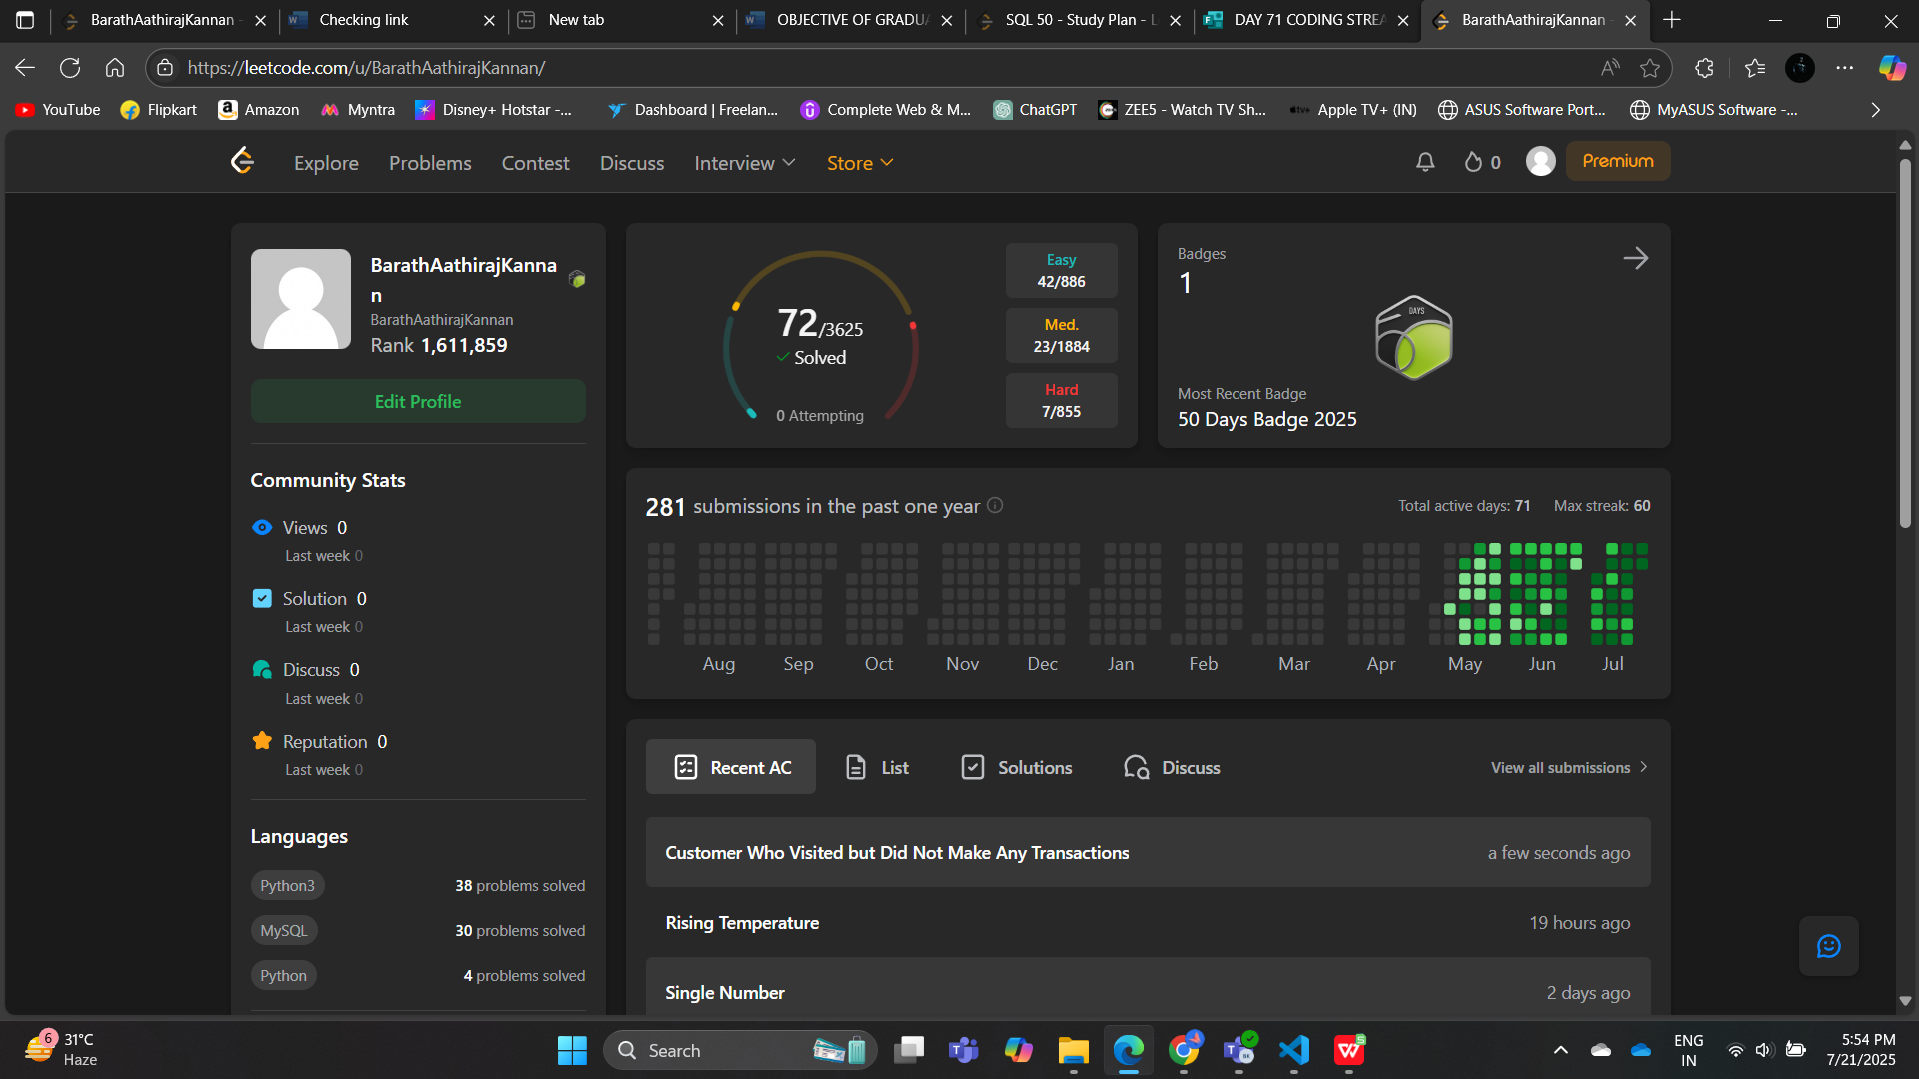 BarathAathirajKannan -
Checking link
New tab
OBJECTIVE OF GRADUA
SQL 50 - Study Plan - L
DAY 71 CODING STREA
BarathAathirajKannan -
https://leetcode.com/u/BarathAathirajKannan/
YouTube
Flipkart
Amazon
Myntra
Disney+ Hotstar -...
Dashboard | Freelan...
Complete Web & M...
ChatGPT
ZEE5 - Watch TV Sh...
Apple TV+ (IN)
ASUS Software Port...
MyASUS Software -...
Explore
Problems
Contest
Discuss
Interview
Store
0
Premium
BarathAathirajKanna
n
BarathAathirajKannan
Rank 1,611,859
Edit Profile
Community Stats
Views 0
Last week 0
Solution 0
Last week 0
Discuss 0
Last week 0
Reputation 0
Last week 0
Languages
Python3 38 problems solved
MySQL 30 problems solved
Python 4 problems solved
72/3625
Solved
0 Attempting
Easy
42/886
Med.
23/1884
Hard
7/855
Badges
1
DAYS
Most Recent Badge
50 Days Badge 2025
281 submissions in the past one year
Total active days: 71 Max streak: 60
Aug Sep Oct Nov Dec Jan Feb Mar Apr May Jun Jul
Recent AC
List
Solutions
Discuss
View all submissions
Customer Who Visited but Did Not Make Any Transactions a few seconds ago
Rising Temperature 19 hours ago
Single Number 2 days ago
6
31°C
Haze
Search
ENG
IN
5:54 PM
7/21/2025